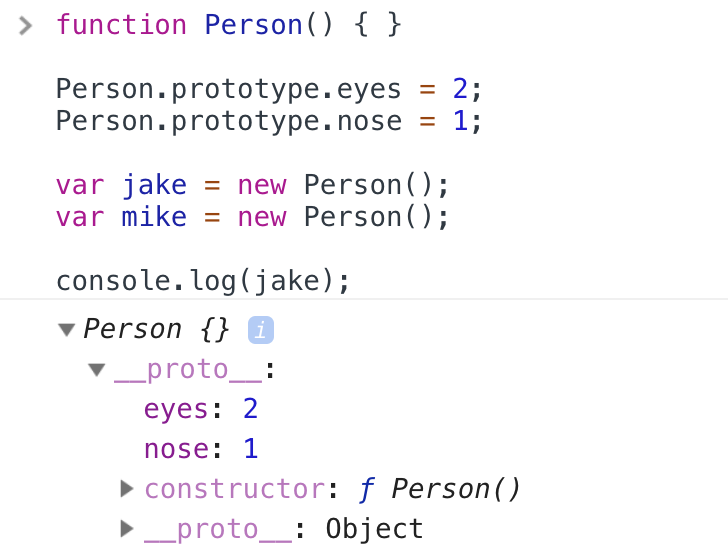 > function Person() { }
Person.prototype.eyes = 2;
Person.prototype.nose = 1;
var jake = new Person();
var mike = new Person();
console.log(jake);
▼ Person {} i
▼ __proto__:
eyes: 2
nose: 1
▶ constructor: ƒ Person()
▶ __proto__: Object